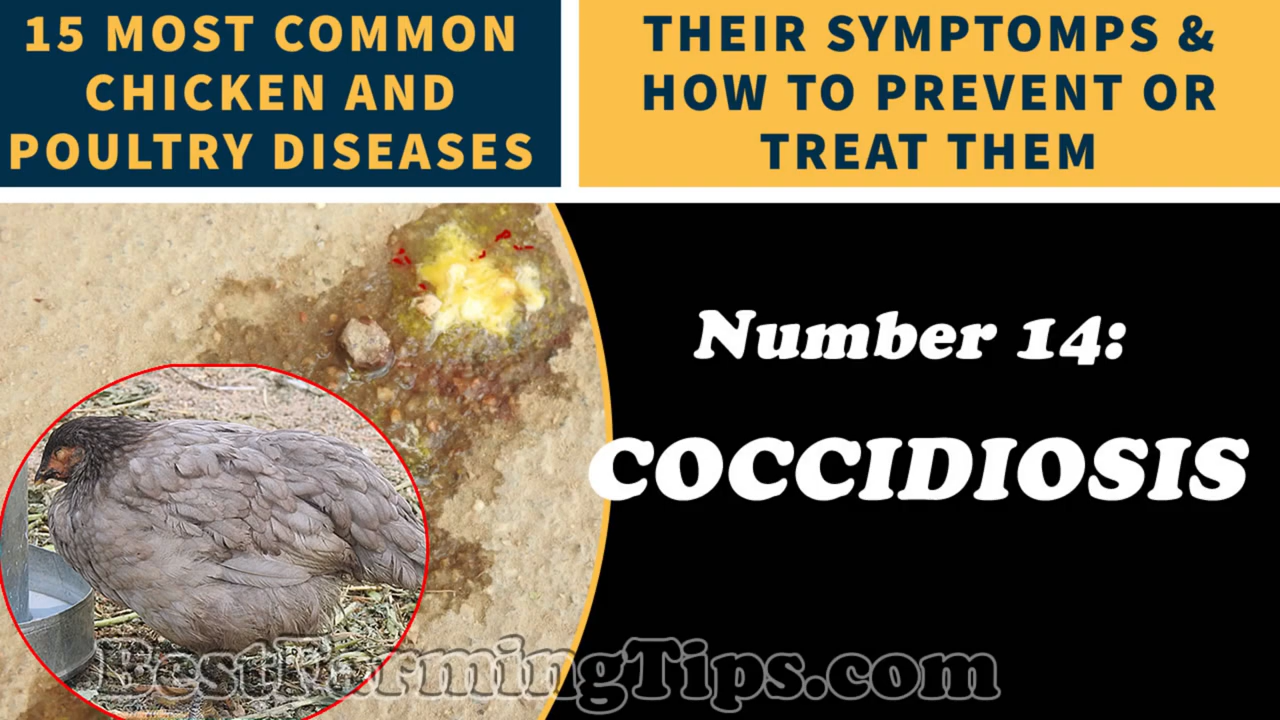 15 MOST COMMON
CHICKEN AND
POULTRY DISEASES
THEIR SYMPTOMPS &
HOW TO PREVENT OR
TREAT THEM
Number 14:
COCCIDIOSIS
BestFarmingTips.com